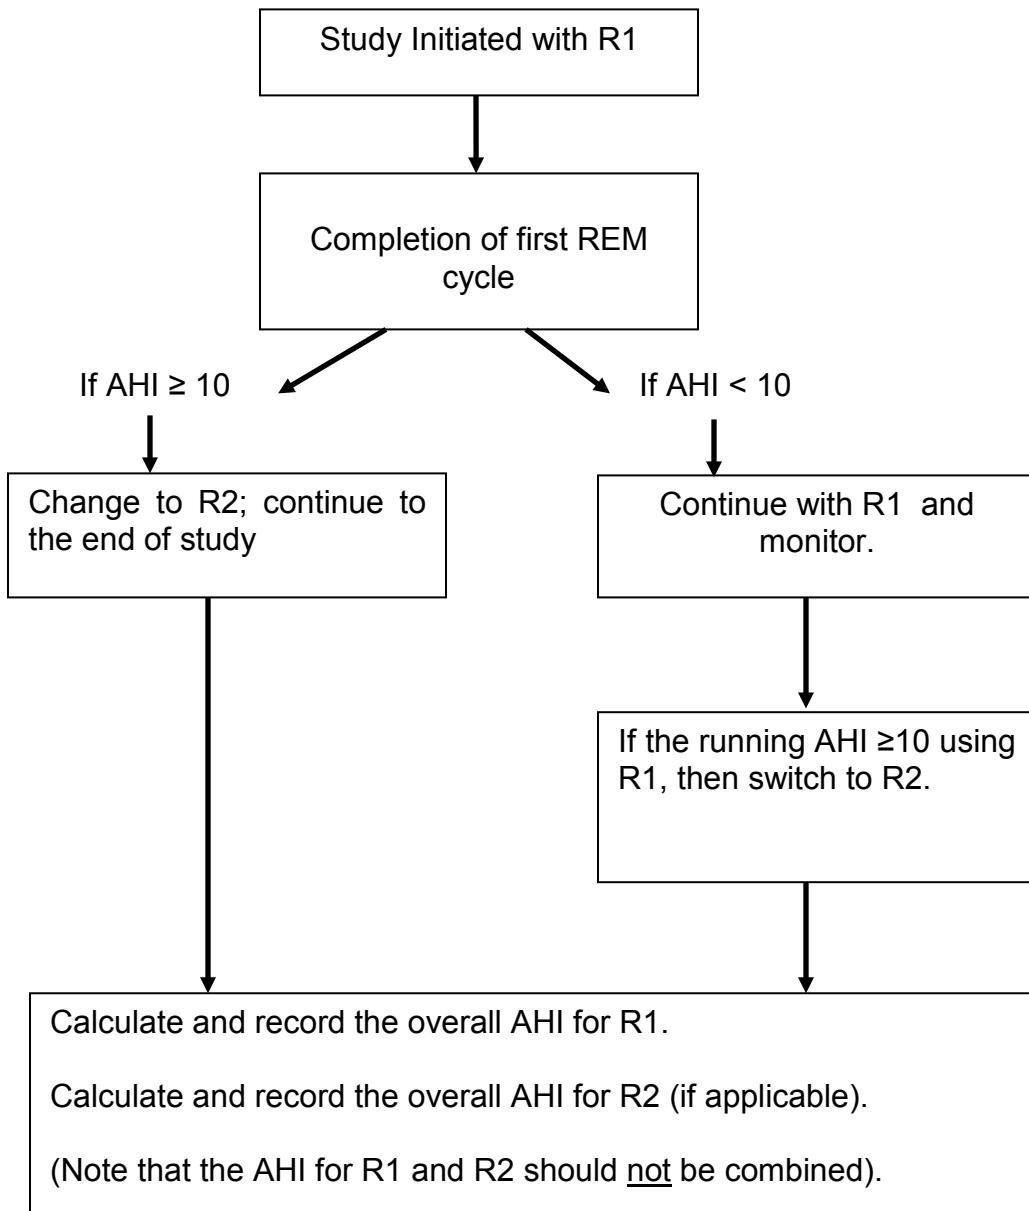 Study Initiated with R1
Completion of first REM
cycle
If AHI ≥ 10
If AHI < 10
Change to R2; continue to
the end of study
Continue with R1 and
monitor.
If the running AHI ≥10 using
R1, then switch to R2.
Calculate and record the overall AHI for R1.
Calculate and record the overall AHI for R2 (if applicable).
(Note that the AHI for R1 and R2 should not be combined).